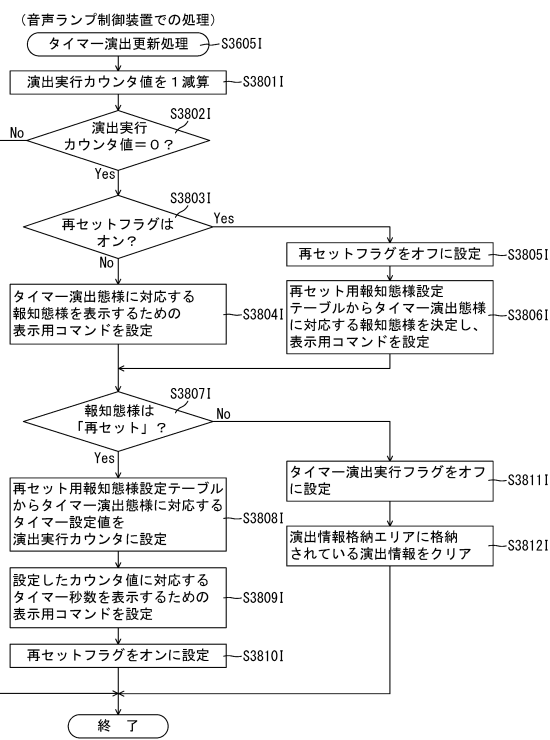 (音声ランプ制御装置での処理)
タイマー演出更新処理
S3605I
演出実行カウンタ値を1減算
S3801I
S3802I
演出実行
カウンタ値=0?
No
Yes
S3803I
再セットフラグは
オン?
Yes
No
再セットフラグをオフに設定
S3805I
タイマー演出態様に対応する
報知態様を表示するための
表示用コマンドを設定
S3804I
再セット用報知態様設定
テーブルからタイマー演出態様
に対応する報知態様を決定し、
表示用コマンドを設定
S3806I
S3807I
報知態様は
「再セット」?
No
Yes
再セット用報知態様設定テーブル
からタイマー演出態様に対応する
タイマー設定値を
演出実行カウンタに設定
S3808I
タイマー演出実行フラグをオフ
に設定
S3811I
演出情報格納エリアに格納
されている演出情報をクリア
S3812I
設定したカウンタ値に対応する
タイマー秒数を表示するための
表示用コマンドを設定
S3809I
再セットフラグをオンに設定
S3810I
終 了